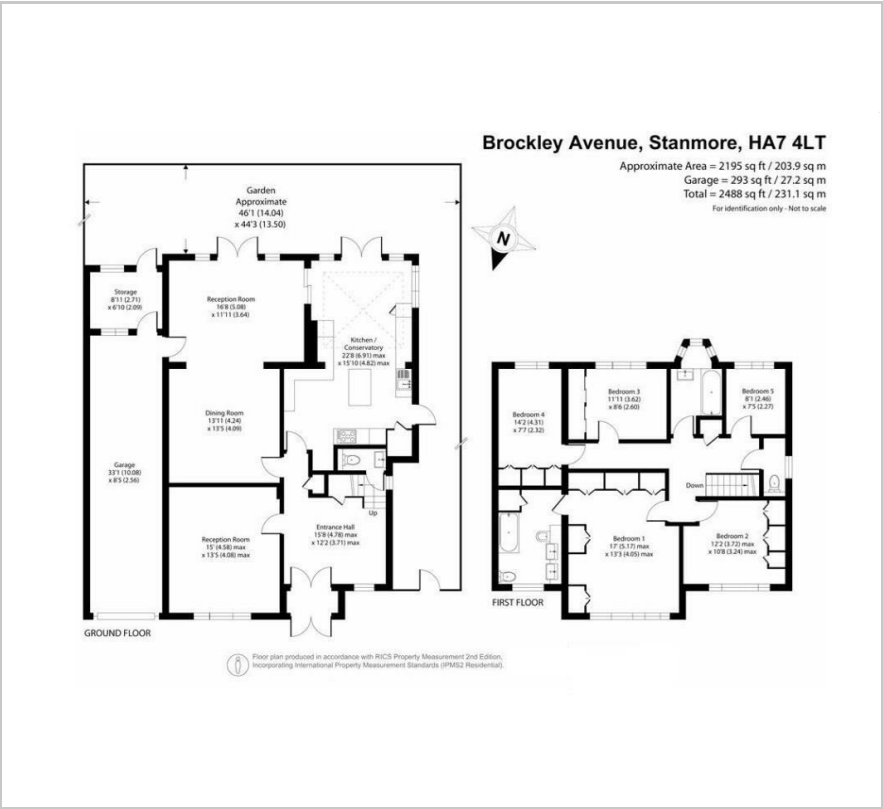 Brockley Avenue, Stanmore, HA7 4LT
Approximate Area = 2195 sq ft / 203.9 sq m
Garage = 293 sq ft / 27.2 sq m
Total = 2488 sq ft / 231.1 sq m
For identification only - Not to scale
Garden
Approximate
46'1 (14.04)
x 44'3 (13.50)
N
Storage
8'11 (2.71)
x 6'10 (2.09)
Reception Room
16'8 (5.08)
x 11'11 (3.64)
Kitchen /
Conservatory
22'8 (6.91) max
x 15'10 (4.82) max
Dining Room
13'11 (4.24)
x 13'5 (4.09)
Garage
33'1 (10.08)
x 8'5 (2.56)
Reception Room
15' (4.58) max
x 13'5 (4.08) max
Up
Entrance Hall
15'8 (4.78) max
x 12'2 (3.71) max
GROUND FLOOR
Bedroom 3
11'11 (3.62)
x 8'6 (2.60)
Bedroom 5
8'1 (2.46)
x 7'5 (2.27)
Bedroom 4
14'2 (4.31)
x 7'7 (2.32)
Down
Bedroom 1
17' (5.17) max
x 13'3 (4.05) max
Bedroom 2
12'2 (3.72) max
x 10'8 (3.24) max
FIRST FLOOR
Floor plan produced in accordance with RICS Property Measurement 2nd Edition,
Incorporating International Property Measurement Standards (IPMS2 Residential).